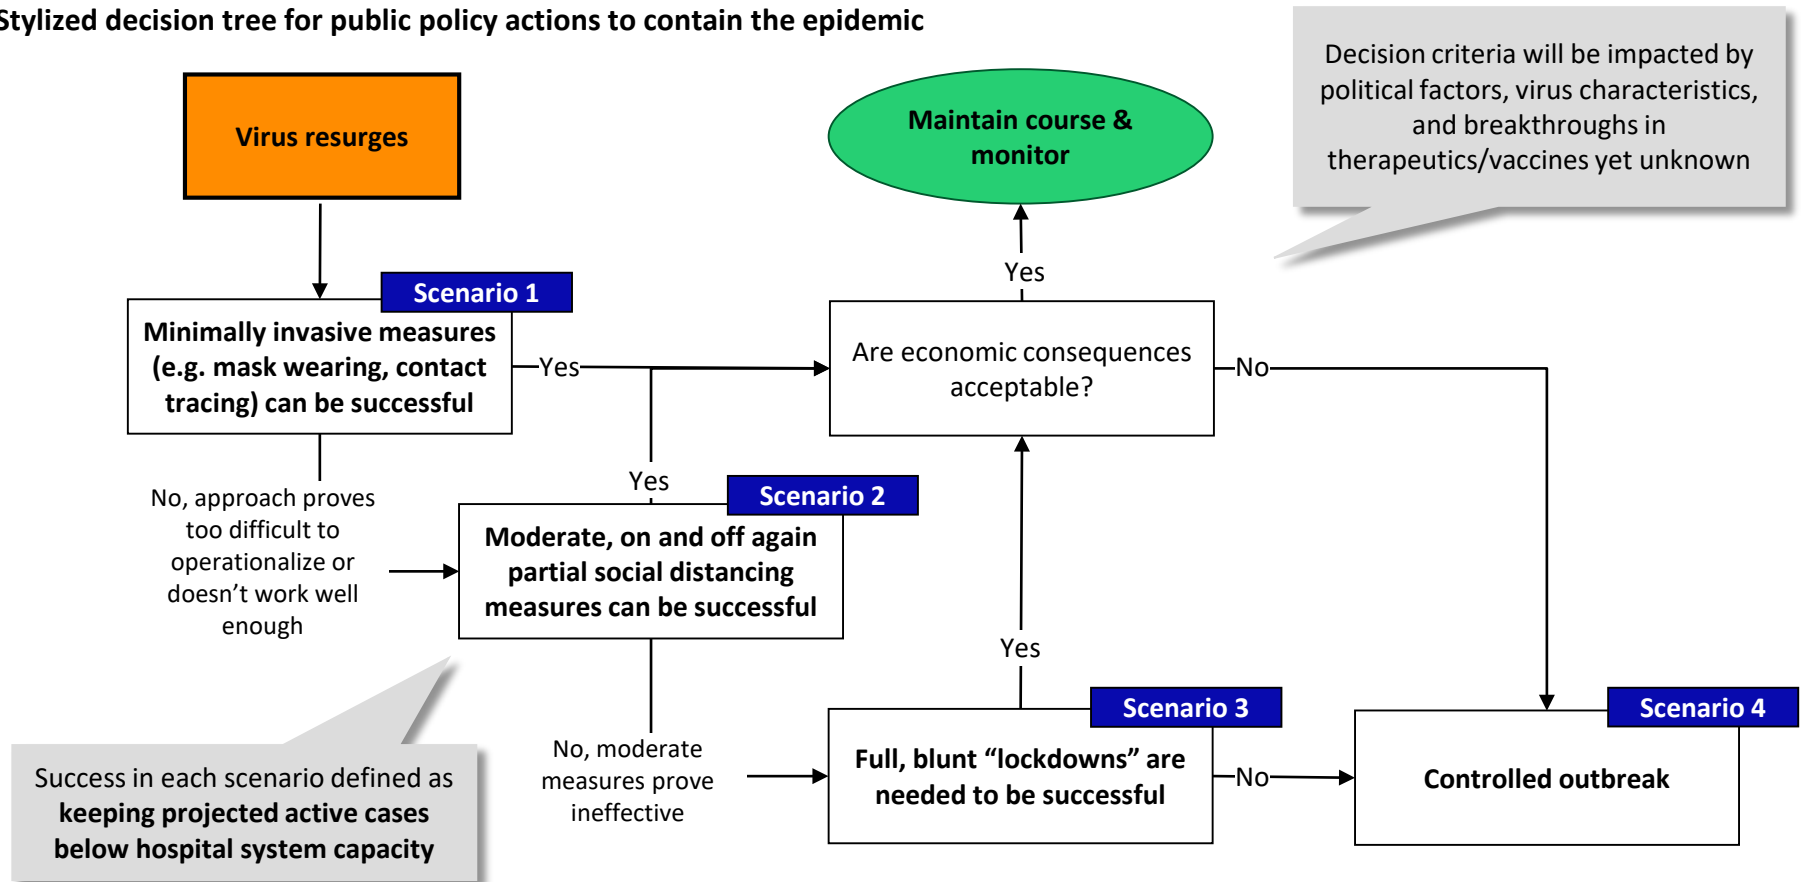 Stylized decision tree for public policy actions to contain the epidemic
Virus resurges
Maintain course &
monitor
Decision criteria will be impacted by
political factors, virus characteristics,
and breakthroughs in
therapeutics/vaccines yet unknown
Yes
Scenario 1
Minimally invasive measures
(e.g. mask wearing, contact
tracing) can be successful
Yes
Are economic consequences
acceptable?
No
No, approach proves
too difficult to
operationalize or
doesn’t work well
enough
Yes
Scenario 2
Moderate, on and off again
partial social distancing
measures can be successful
Yes
No, moderate
measures prove
ineffective
Scenario 3
Full, blunt “lockdowns” are
needed to be successful
No
Scenario 4
Controlled outbreak
Success in each scenario defined as
keeping projected active cases
below hospital system capacity